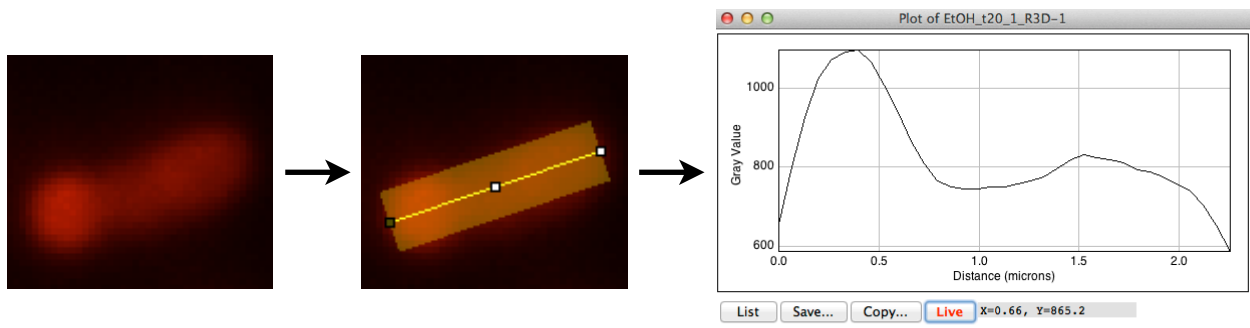 Plot of EtOH_t20_1_R3D-1
1000
800
600
Gray Value
0.0 0.5 1.0 1.5 2.0
Distance (microns)
List Save... Copy... Live X=0.66, Y=865.2